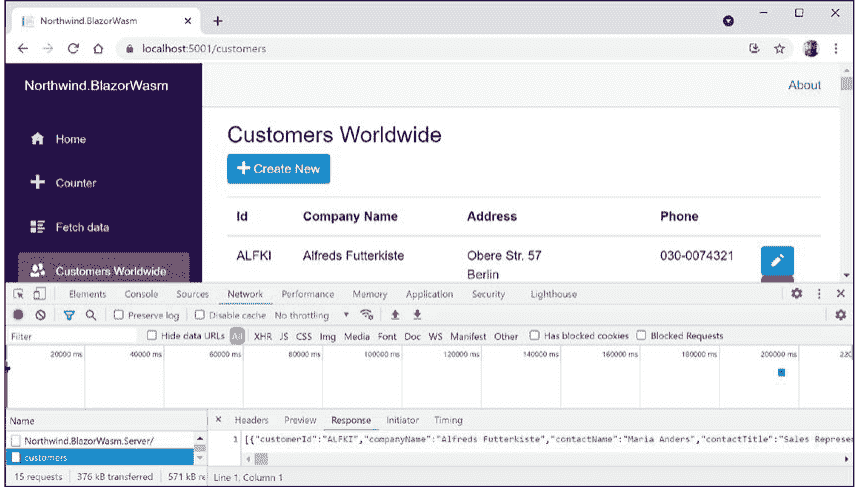 Northwind.BlazorWasm
localhost:5001/customers
Northwind.BlazorWasm
About
Home
Counter
Fetch data
Customers Worldwide
Customers Worldwide
Create New
Id Company Name Address Phone
ALFKI Alfreds Futterkiste Obere Str. 57 030-0074321
Berlin
Elements Console Sources Network Performance Memory Application Security Lighthouse
Preserve log Disable cache No throttling
Filter Hide data URLs All XHR JS CSS Img Media Font Doc WS Manifest Other Has blocked cookies Blocked Requests
20000 ms 40000 ms 60000 ms 80000 ms 100000 ms 120000 ms 140000 ms 160000 ms 180000 ms 200000 ms 220
Name Headers Preview Response Initiator Timing
Northwind.BlazorWasm.Server/ 1 [{"customerId":"ALFKI","companyName":"Alfreds Futterkiste","contactName":"Maria Anders","contactTitle":"Sales Represe
customers
15 requests 376 kB transferred 571 kB re Line 1, Column 1